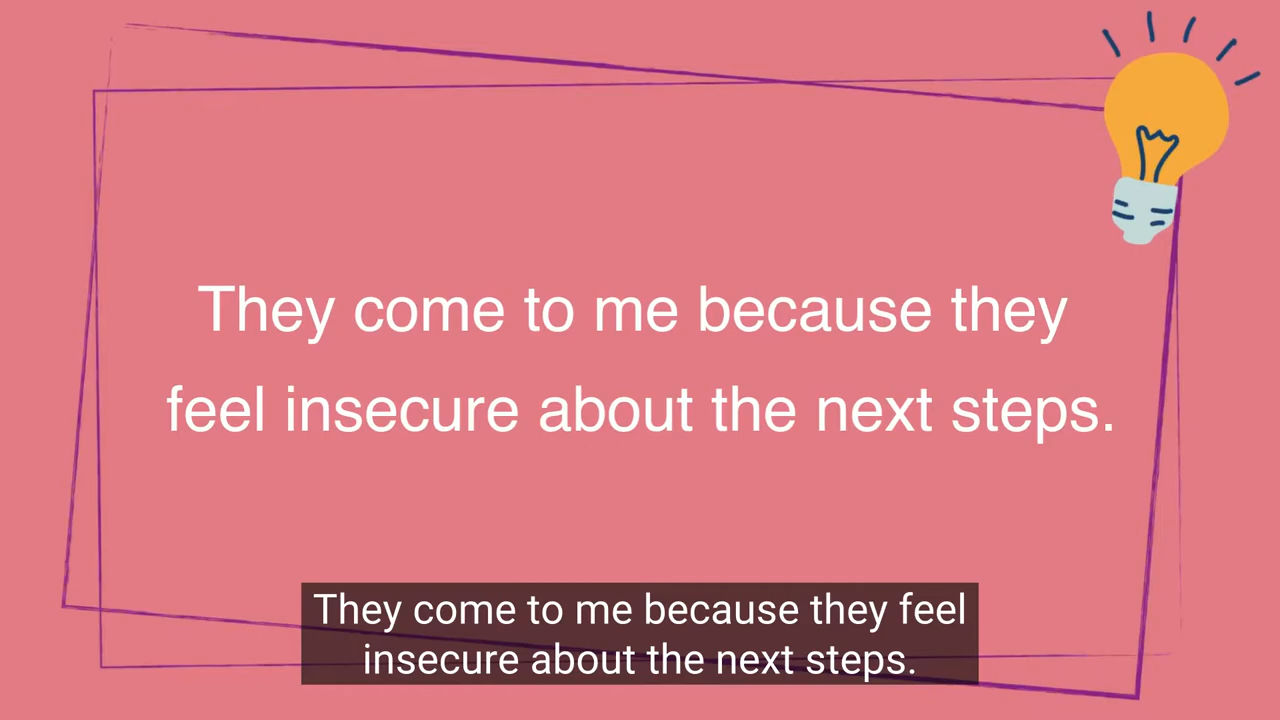 They come to me because they
feel insecure about the next steps.
They come to me because they feel
insecure about the next steps.